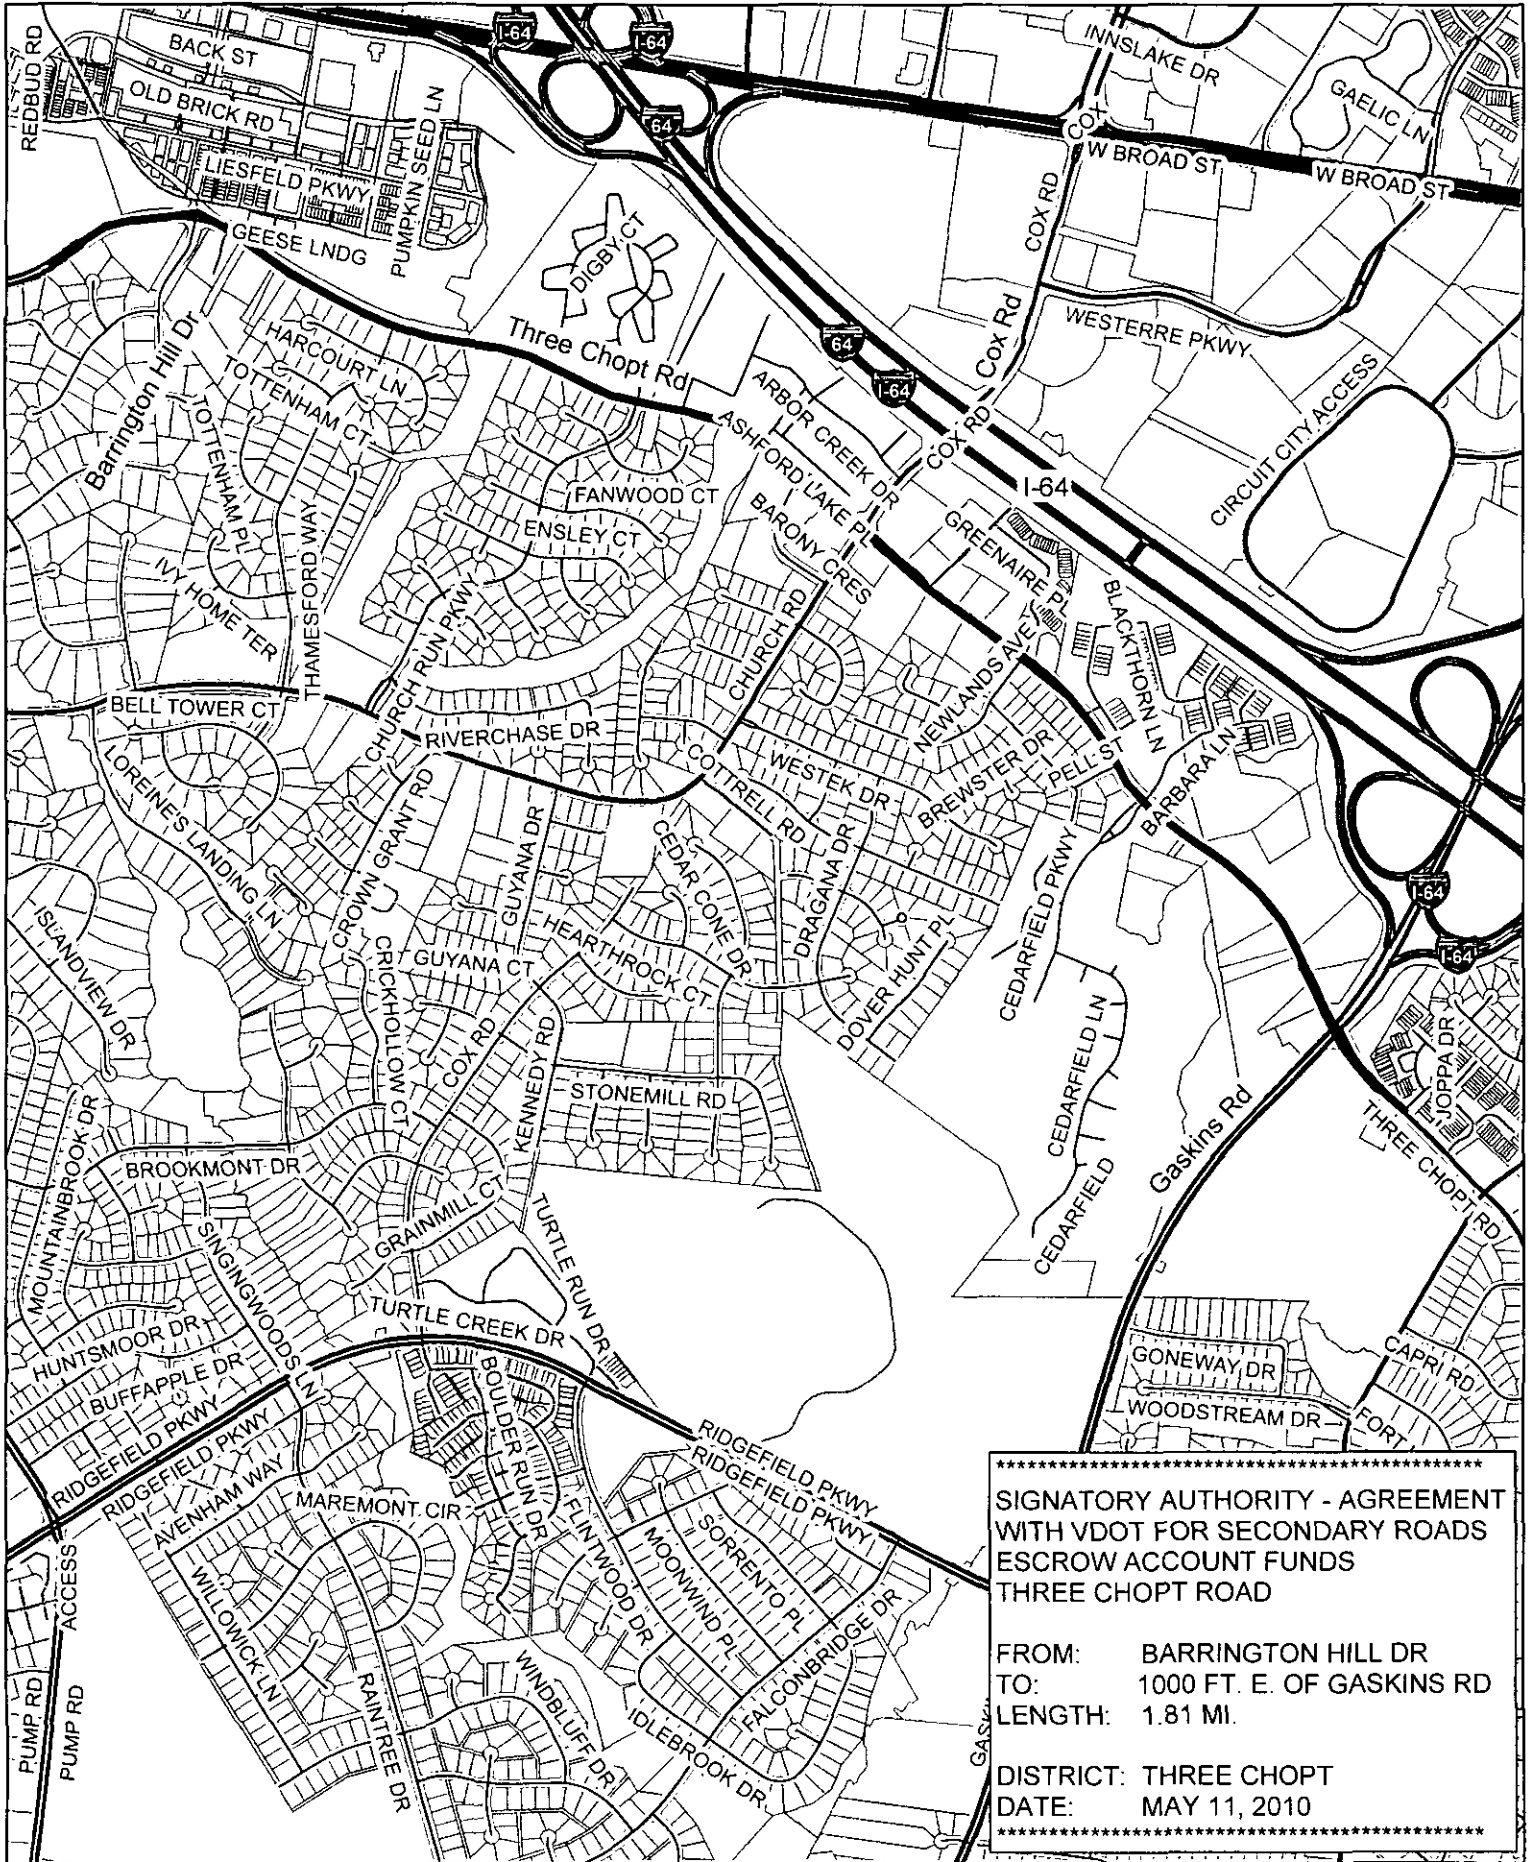 I-64
I-64
INNSLAKE DR
REDBUD RD
BACK ST
OLD BRICK RD
PUMPKIN SEED LN
GAELIC LN
I-64
COX
W BROAD ST
W BROAD ST
LIESFELD PKWY
COX RD
GEESE LNDG
DIGBY CT
Barrington Hill Dr
HARCOURT LN
TOTTENHAM CT
Three Chopt Rd
Cox Rd
WESTERRE PKWY
I-64
I-64
TOTTENHAM PL
ARBOR CREEK DR
ASHFORD LAKE PL
COX RD
CIRCUIT CITY ACCESS
I-64
FANWOOD CT
ENSLEY CT
BARONY CRES
GREENAIRE PL
IVY HOME TER
THAMESFORD WAY
CHURCH RUN PKWY
CHURCH RD
NEWLANDS AVE
BLACKTHORN LN
BELL TOWER CT
RIVERCHASE DR
COTTRELL RD
WESTEK DR
BREWSTER DR
PELL ST
BARBARA LN
LOREINES LANDING LN
CROWN GRANT RD
GUYANA DR
CEDAR CONE DR
DRAGANA DR
CEDARFIELD PKWY
I-64
I-64
ISLANDVIEW DR
CRICKHOLLOW CT
GUYANA CT
HEARTHROCK CT
DOVER HUNT PL
COX RD
KENNEDY RD
CEDARFIELD LN
JOPPA DR
MOUNTAINBROOK DR
STONEMILL RD
Gaskins Rd
THREE CHOPT RD
BROOKMONT DR
GRAINMILL CT
CEDARFIELD
SINGINGWOODS LN
TURTLE RUN DR
TURTLE CREEK DR
HUNTSMOOR DR
BUFFAPPLE DR
BOULDER RUN DR
GONEWAY DR
CAPRI RD
WOODSTREAM DR
FORT
RIDGEFIELD PKWY
RIDGEFIELD PKWY
RIDGEFIELD PKWY
RIDGEFIELD PKWY
AVENHAM WAY
MAREMONT CIR
FLINTWOOD DR
MOONWIND PL
SORRENTO PL
ACCESS
WILLOWICK LN
FALCONBRIDGE DR
PUMP RD
PUMP RD
RAINTREE DR
WINDBLUFF DR
IDLEBROOK DR
GAS
**********************************************
SIGNATORY AUTHORITY - AGREEMENT
WITH VDOT FOR SECONDARY ROADS
ESCROW ACCOUNT FUNDS
THREE CHOPT ROAD
FROM: BARRINGTON HILL DR
TO: 1000 FT. E. OF GASKINS RD
LENGTH: 1.81 MI.
DISTRICT: THREE CHOPT
DATE: MAY 11, 2010
**********************************************